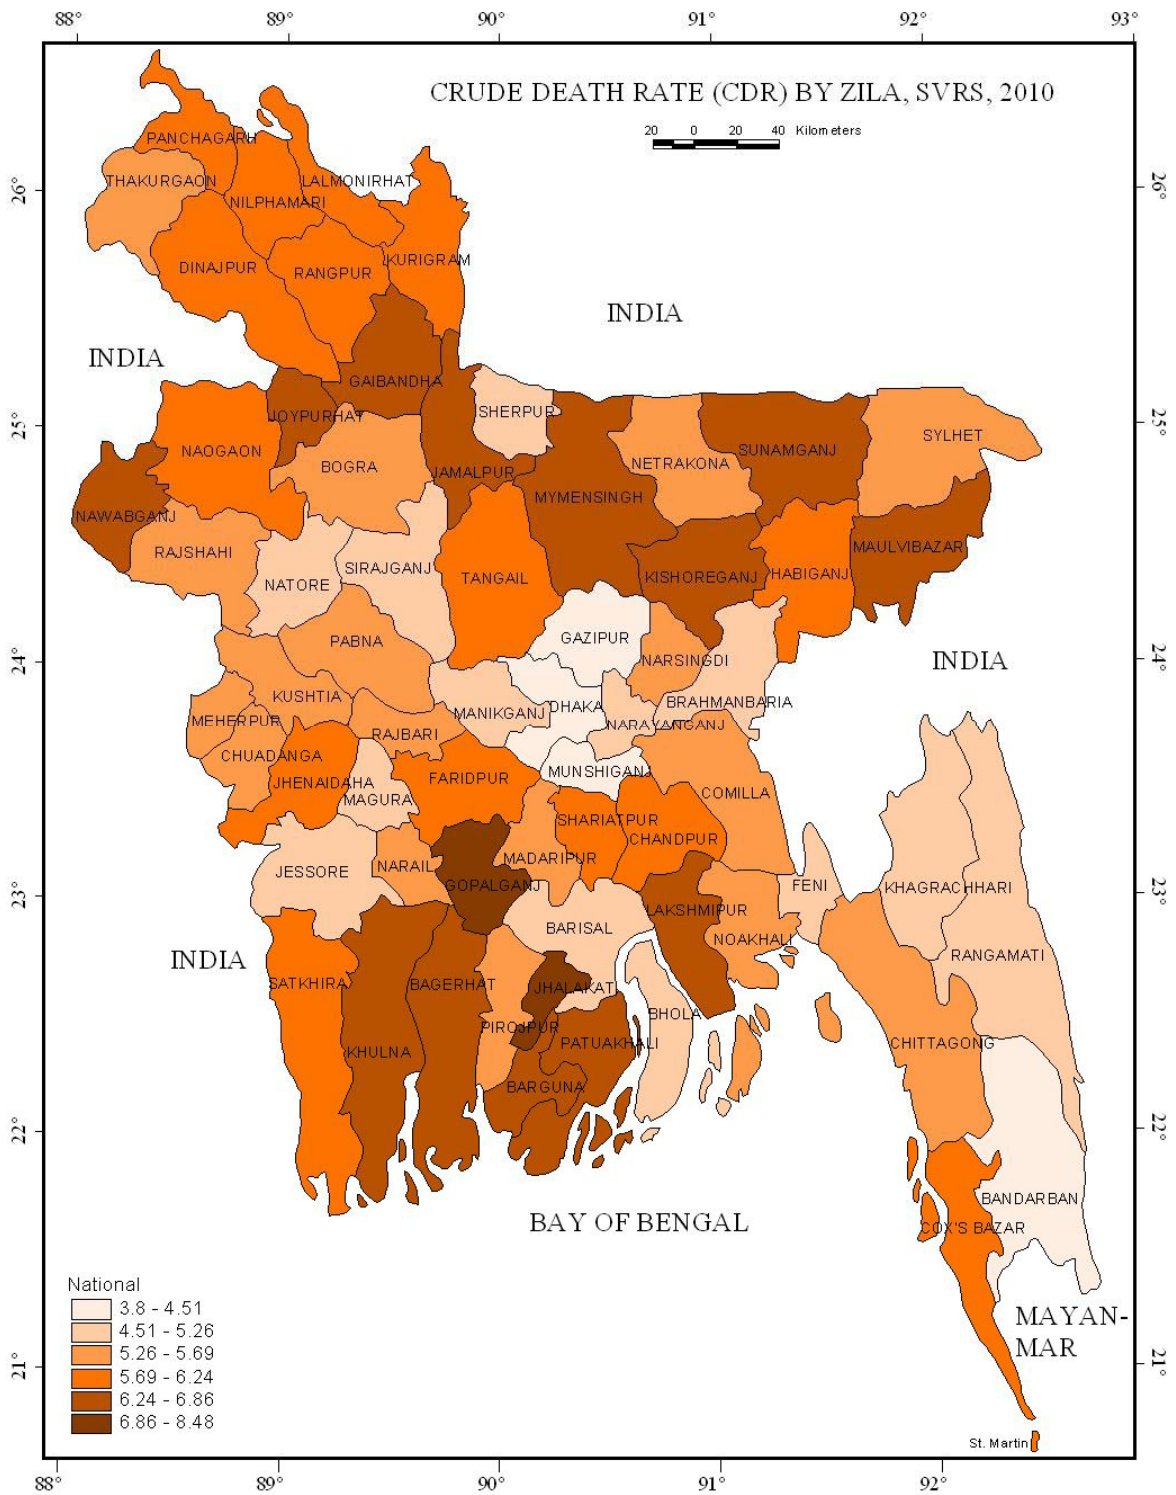 88° 89° 90° 91° 92° 93°
CRUDE DEATH RATE (CDR) BY ZILA, SVRS, 2010
20 0 20 40 Kilometers
PANCHAGARH
THAKURGAON
LALMONIRHAT
26°
26°
NILPHAMARI
KURIGRAM
DINAJPUR
RANGPUR
INDIA
INDIA
GAIBANDHA
JOYPURHAT
SHERPUR
25°
25°
SYLHET
NAOGAON
SUNAMGANJ
BOGRA
NETRAKONA
JAMALPUR
MYMENSINGH
NAWABGANJ
RAJSHAHI
MAULVIBAZAR
SIRAJGANJ
HABIGANJ
TANGAIL
KISHOREGANJ
NATORE
GAZIPUR
PABNA
24°
24°
NARSINGDI
INDIA
KUSHTIA
BRAHMANBARIA
DHAKA
MANIKGANJ
MEHERPUR
NARAYANGANJ
RAJBARI
CHUADANGA
MUNSHIGANJ
FARIDPUR
JHENAIDAHA
COMILLA
MAGURA
SHARIATPUR
CHANDPUR
MADARIPUR
NARAIL
JESSORE
GOPALGANJ
FENI
KHAGRACHHARI
23°
23°
LAKSHMIPUR
BARISAL
NOAKHALI
RANGAMATI
INDIA
SATKHIRA
BAGERHAT
JHALAKATI
BHOLA
PIROJPUR
PATUAKHALI
CHITTAGONG
KHULNA
BARGUNA
22°
22°
BANDARBAN
BAY OF BENGAL
COX'S BAZAR
National
3.8 - 4.51
4.51 - 5.26
5.26 - 5.69
5.69 - 6.24
6.24 - 6.86
6.86 - 8.48
MAYAN-
MAR
21°
21°
St. Martin
88° 89° 90° 91° 92°